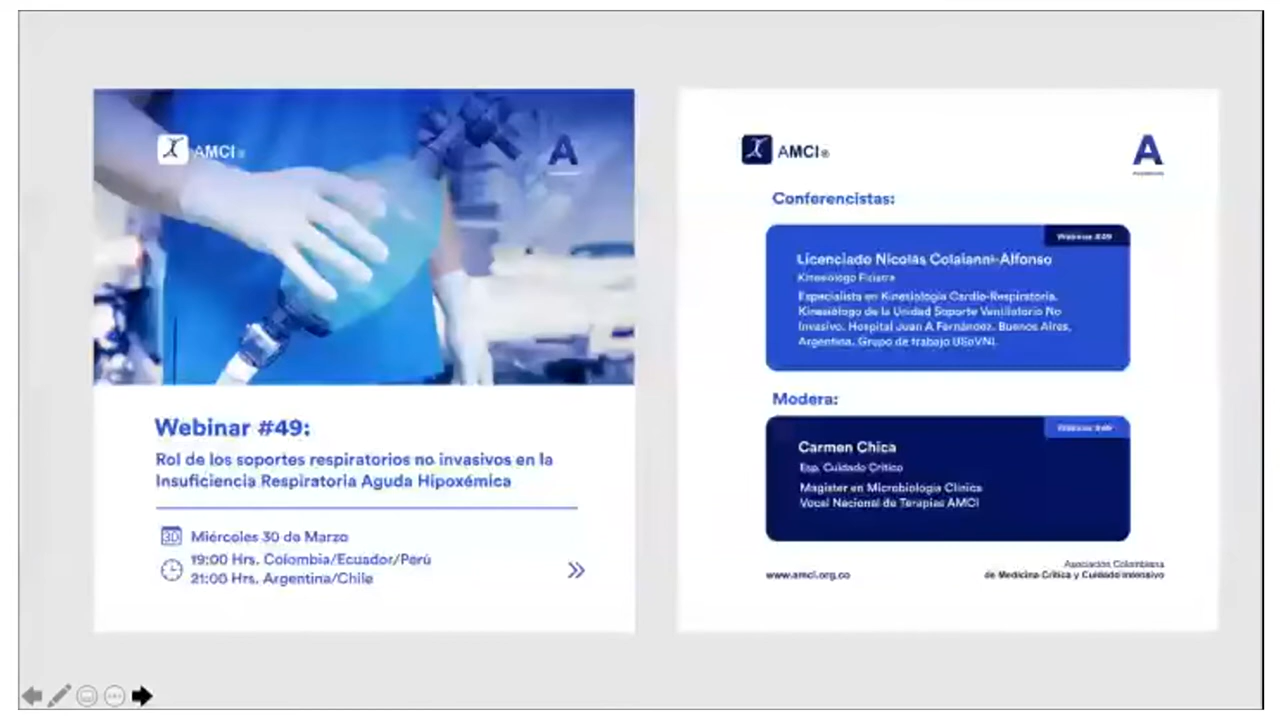 AMCI®
A
Webinar #49:
Rol de los soportes respiratorios no invasivos en la
Insuficiencia Respiratoria Aguda Hipoxémica
30
Miércoles 30 de Marzo
19:00 Hrs. Colombia/Ecuador/Perú
21:00 Hrs. Argentina/Chile
AMCI®
A
Conferencistas:
Webinar #49
Licenciado Nicolás Colaianni-Alfonso
Kinesiólogo Fisiatra
Especialista en Kinesiología Cardio-Respiratoria.
Kinesiólogo de la Unidad Soporte Ventilatorio No
Invasivo. Hospital Juan A Fernández. Buenos Aires,
Argentina. Grupo de trabajo USoVNI.
Modera:
Webinar #49
Carmen Chica
Esp. Cuidado Crítico
Magister en Microbiología Clínica
Vocal Nacional de Terapias AMCI
www.amci.org.co
Asociación Colombiana
de Medicina Crítica y Cuidado Intensivo